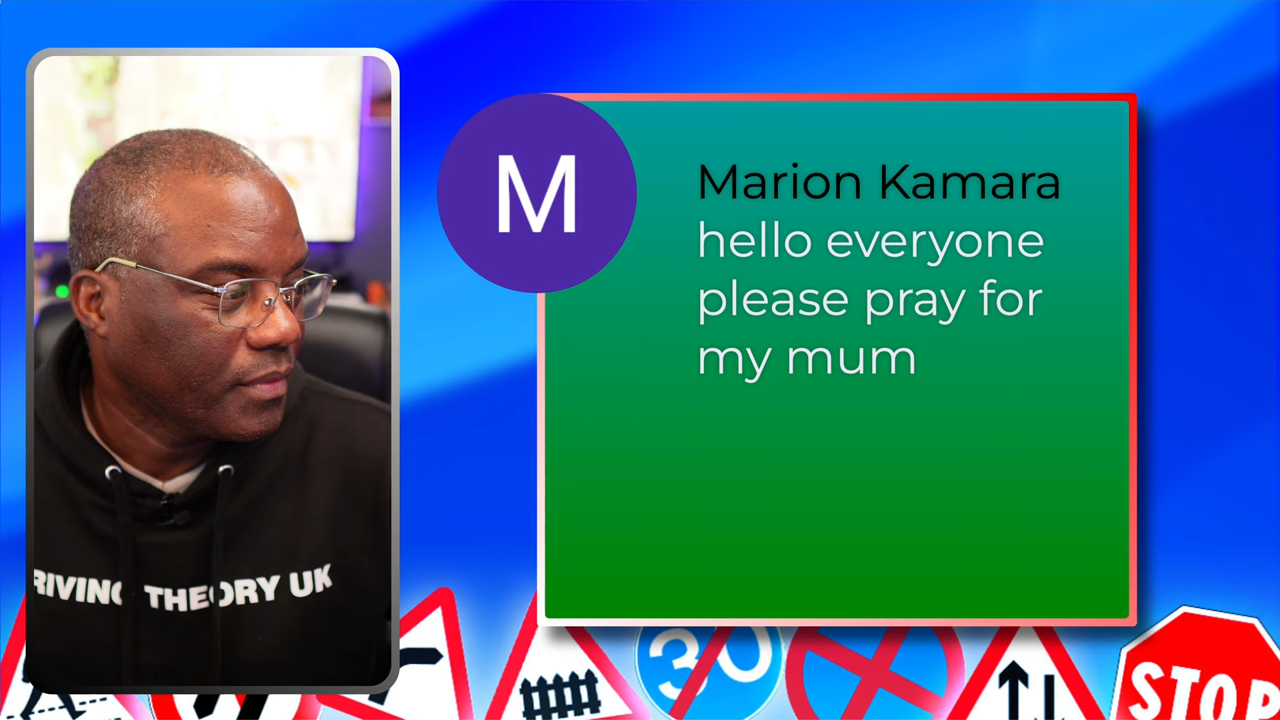 M
Marion Kamara
hello everyone
please pray for
my mum
RIVING THEORY UK
30
STOP